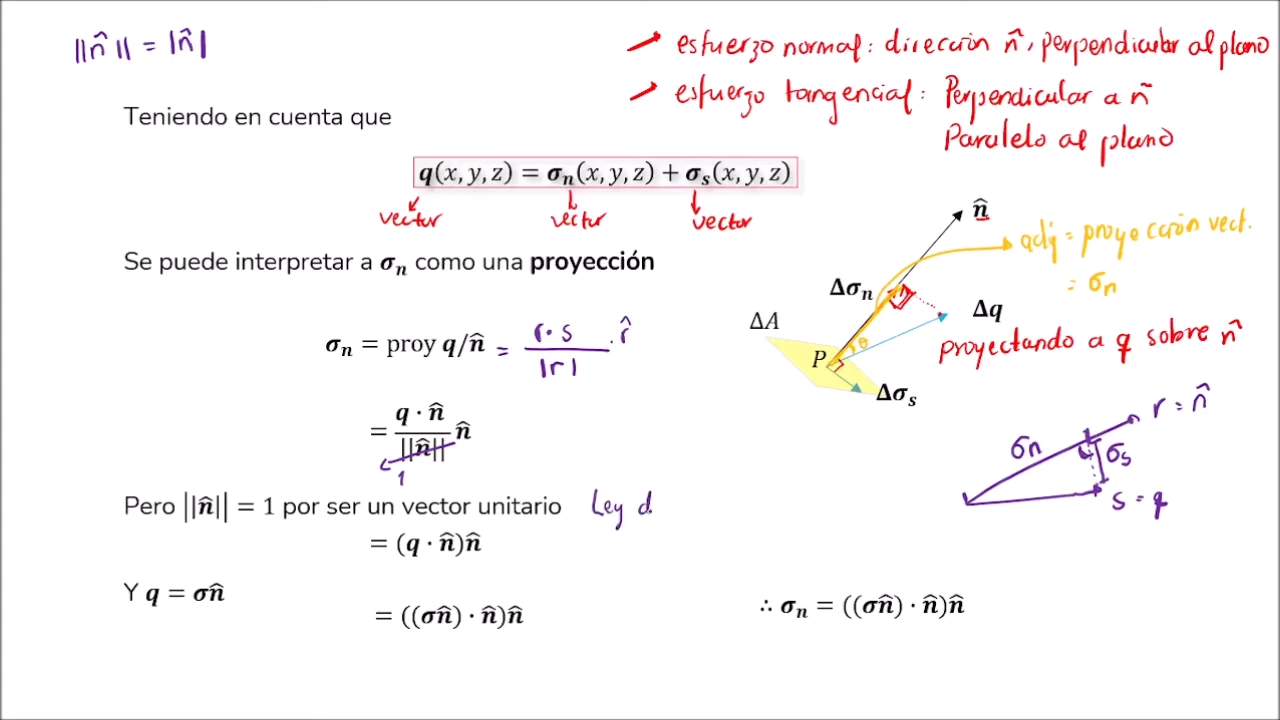 ||n̂|| = |n̂|
esfuerzo normal: dirección n̂, perpendicular al plano
esfuerzo tangencial: Perpendicular a n̂
Paralelo al plano
Teniendo en cuenta que
q(x, y, z) = σn(x, y, z) + σs(x, y, z)
vector vector vector
Se puede interpretar a σn como una proyección
σn = proy q/n̂ = r·s / |r| · r̂
= q · n̂ / ||n̂|| n̂
1
Pero ||n̂|| = 1 por ser un vector unitario Ley d
= (q · n̂)n̂
Y q = σn̂
= ((σn̂) · n̂)n̂
∴ σn = ((σn̂) · n̂)n̂
n̂
ady = proyección vect.
= σn
Δσn
ΔA
Δq
θ
P
Δσs
proyectando a q sobre n̂
r = n̂
σn
σs
s = q